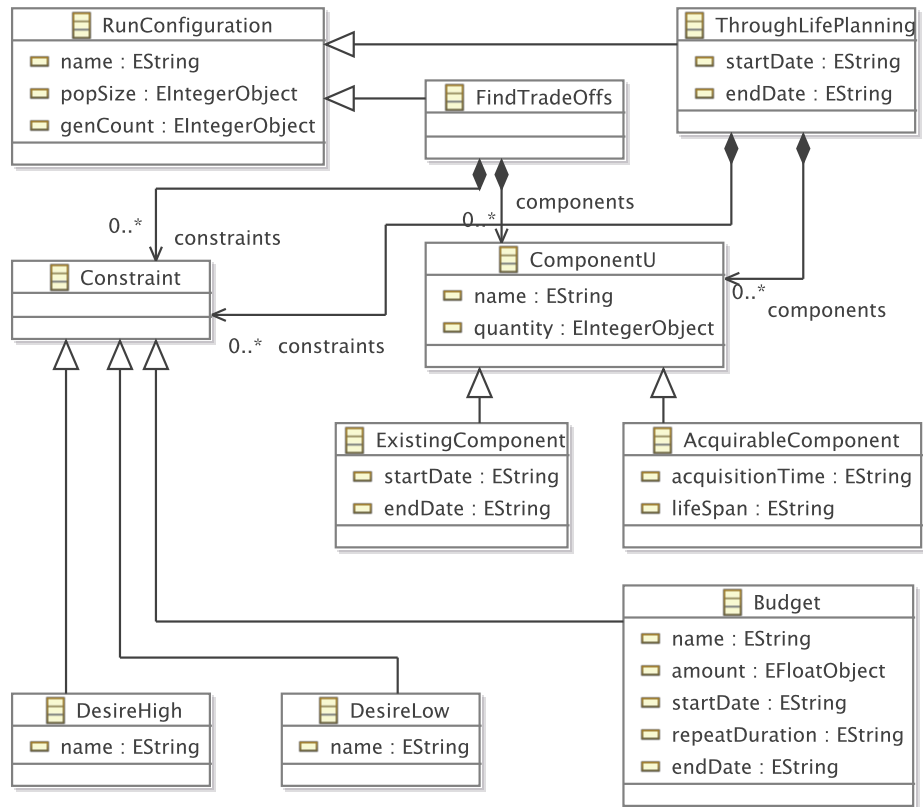 RunConfiguration
name : EString
popSize : EIntegerObject
genCount : EIntegerObject
ThroughLifePlanning
startDate : EString
endDate : EString
FindTradeOffs
0..*
constraints
0..*
components
Constraint
0..* constraints
ComponentU
name : EString
quantity : EIntegerObject
0..*
components
ExistingComponent
startDate : EString
endDate : EString
AcquirableComponent
acquisitionTime : EString
lifeSpan : EString
Budget
name : EString
amount : EFloatObject
startDate : EString
repeatDuration : EString
endDate : EString
DesireHigh
name : EString
DesireLow
name : EString